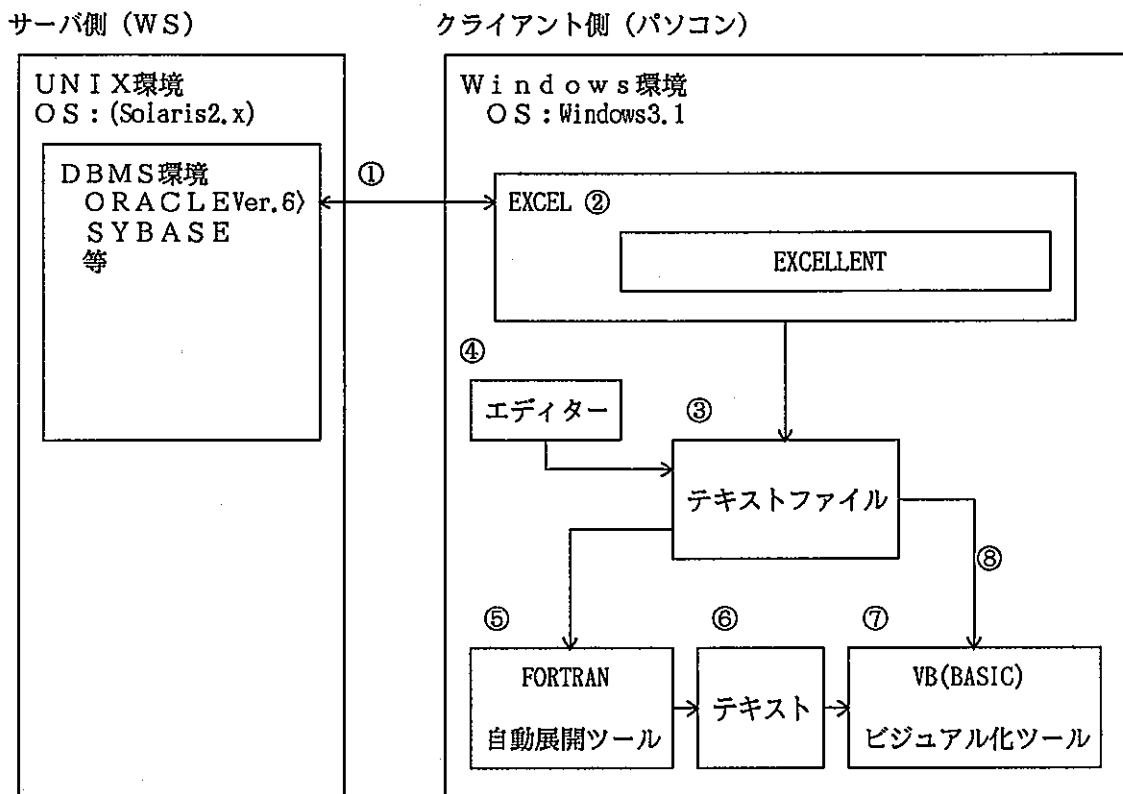 サーバ側（ＷＳ）
クライアント側（パソコン）
ＵＮＩＸ環境
ＯＳ：(Solaris2.x)
ＤＢＭＳ環境
ＯＲＡＣＬＥVer.6〉
ＳＹＢＡＳＥ
等
①
Ｗｉｎｄｏｗｓ環境
ＯＳ：Windows3.1
EXCEL ②
EXCELLENT
④
エディター
③
テキストファイル
⑧
⑤
FORTRAN
自動展開ツール
⑥
テキスト
⑦
VB(BASIC)
ビジュアル化ツール